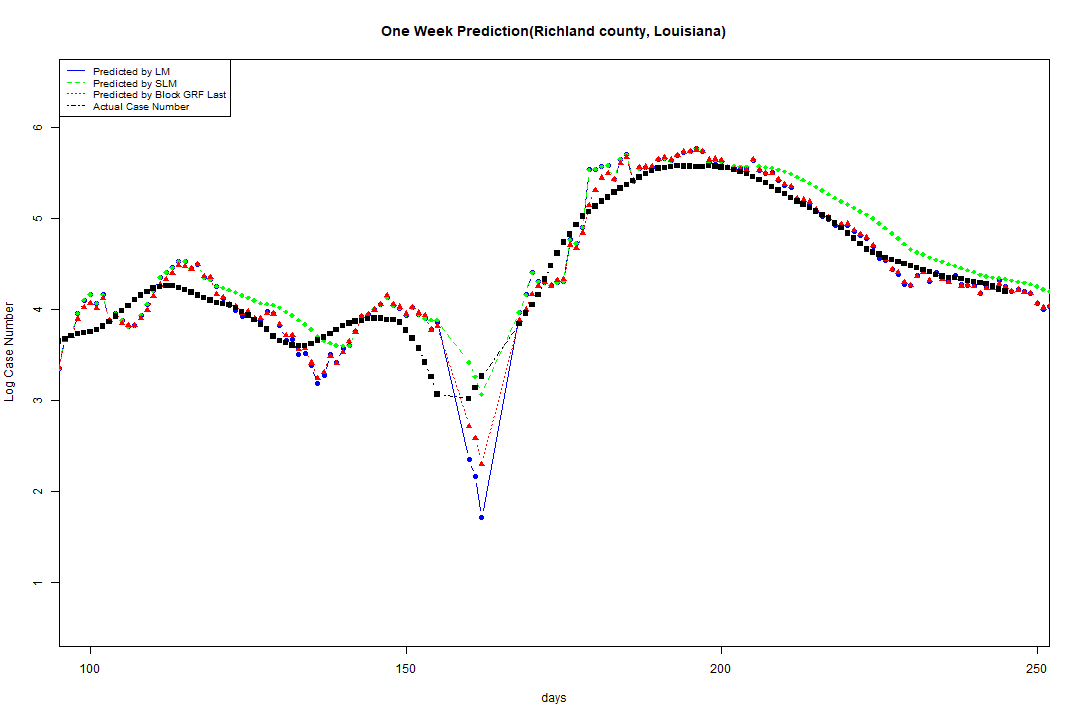 One Week Prediction(Richland county, Louisiana)
Predicted by LM
Predicted by SLM
Predicted by Block GRF Last
Actual Case Number
6
5
4
3
2
1
Log Case Number
100 150 200 250
days